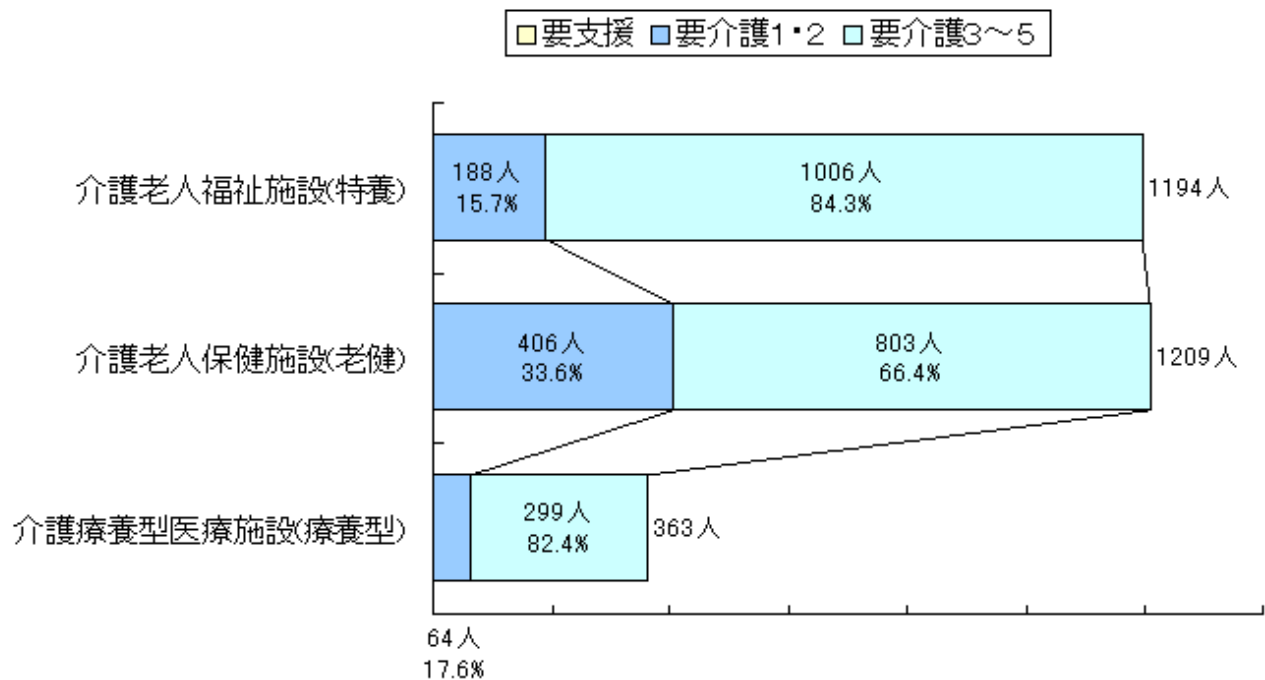 □要支援 ■要介護1・2 □要介護3～5
介護老人福祉施設(特養)
188人
15.7%
1006人
84.3%
1194人
介護老人保健施設(老健)
406人
33.6%
803人
66.4%
1209人
介護療養型医療施設(療養型)
299人
82.4%
363人
64人
17.6%